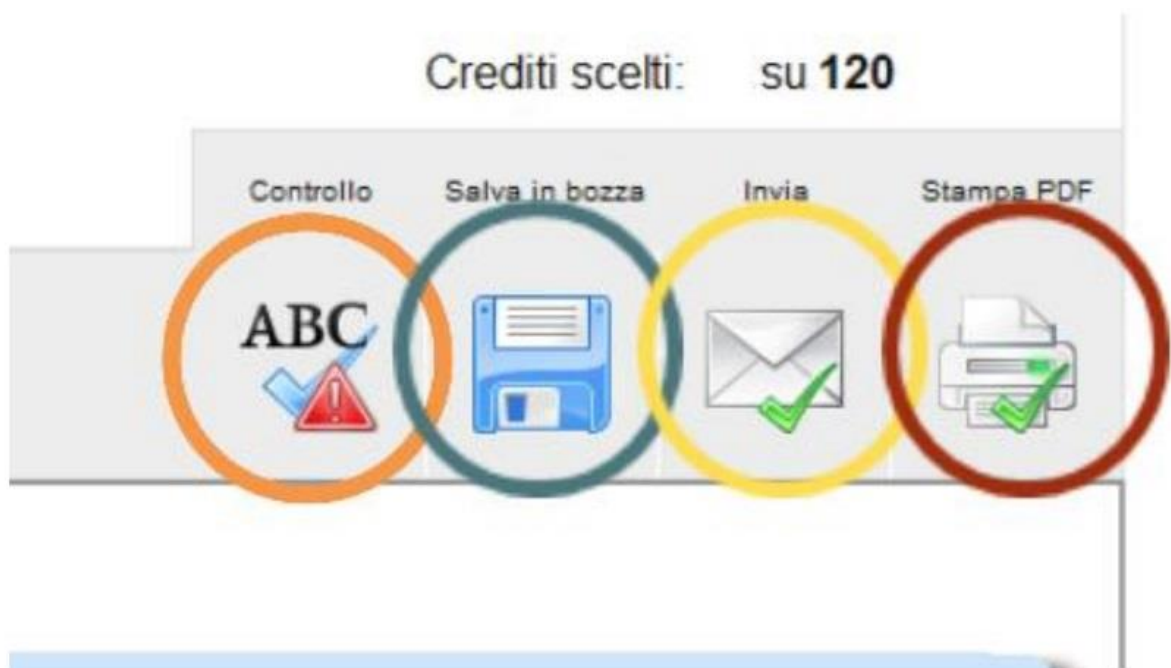 Crediti scelti: su 120
Controllo Salva in bozza Invia Stampa PDF
ABC